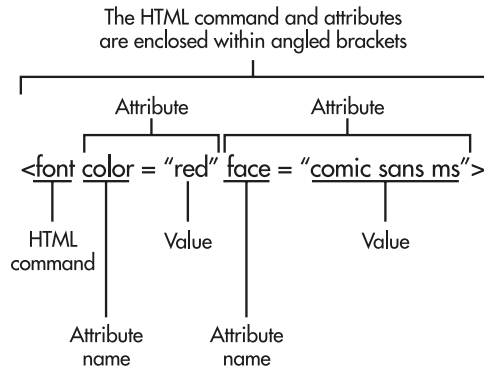 The HTML command and attributes
are enclosed within angled brackets
Attribute Attribute
<font color = “red” face = “comic sans ms”>
HTML
command
Value
Value
Attribute
name
Attribute
name